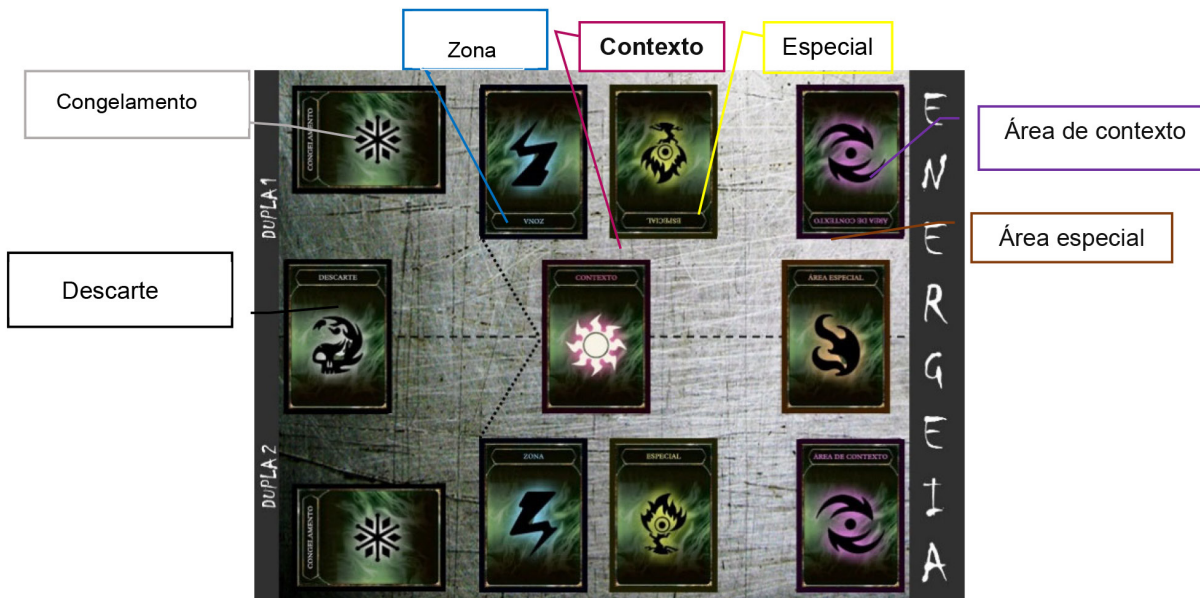 Zona
Contexto
Especial
Congelamento
Área de contexto
Área especial
Descarte
DUPLA 1
CONGELAMENTO
ZONA
ESPECIAL
ÁREA DE CONTEXTO
DESCARTE
CONTEXTO
ÁREA ESPECIAL
DUPLA 2
CONGELAMENTO
ZONA
ESPECIAL
ÁREA DE CONTEXTO
ENERGEIA